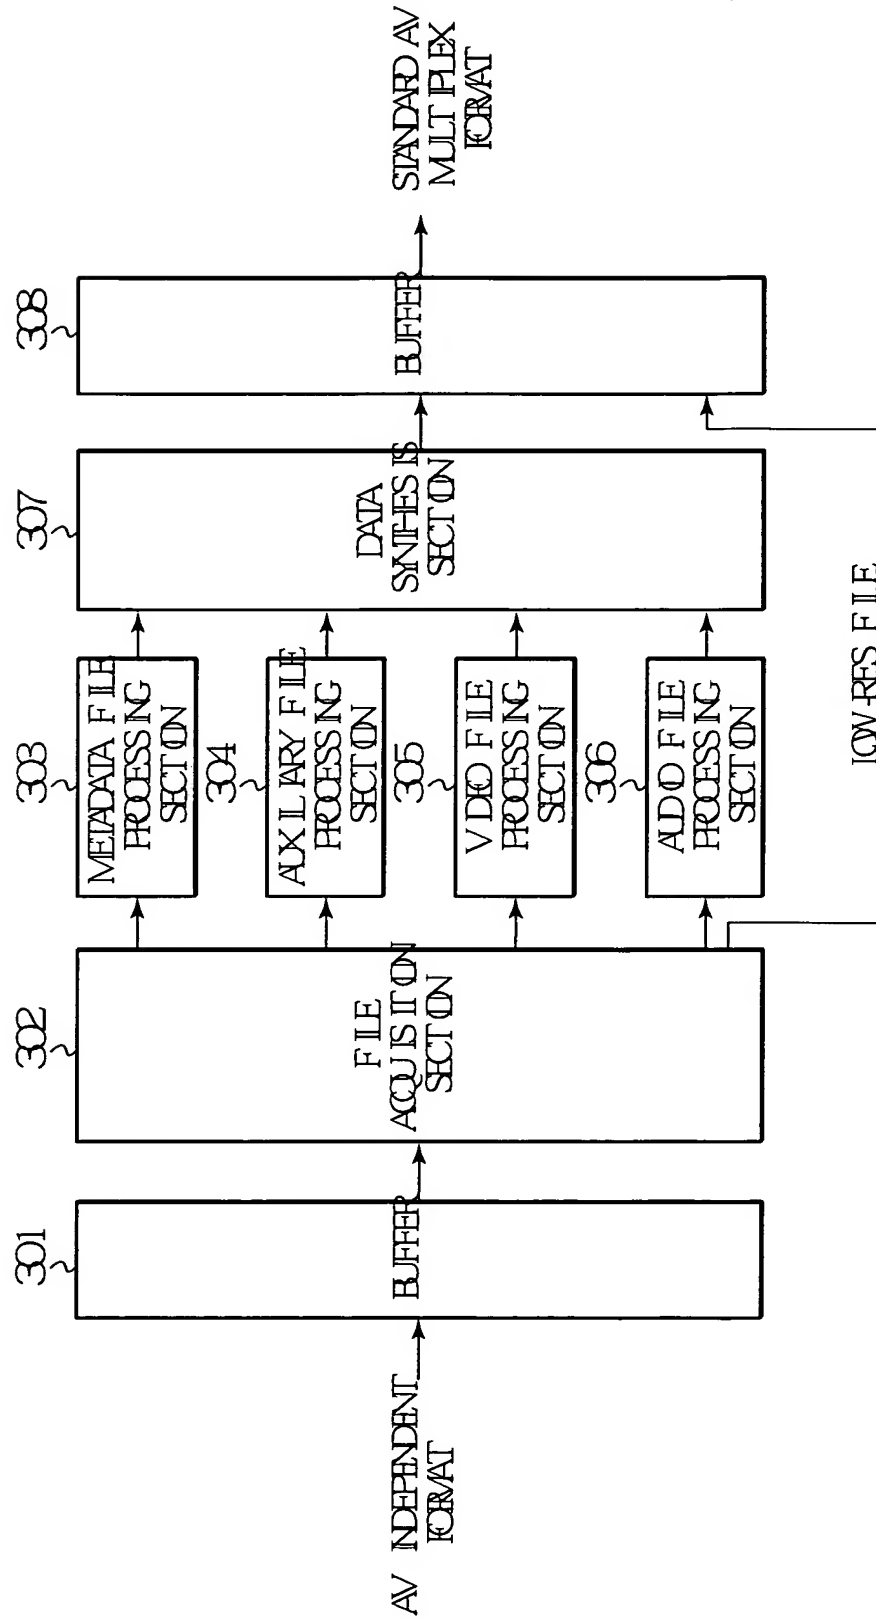 AV INDEPENDENT
FORMAT
301
BUFFER
302
FILE
ACQUISITION
SECTION
303
METADATA FILE
PROCESSING
SECTION
304
AUXILIARY FILE
PROCESSING
SECTION
305
VIDEO FILE
PROCESSING
SECTION
306
AUDIO FILE
PROCESSING
SECTION
LOW-RES FILE
307
DATA
SYNTHESIS
SECTION
308
BUFFER
STANDARD AV
MULTIPLEX
FORMAT